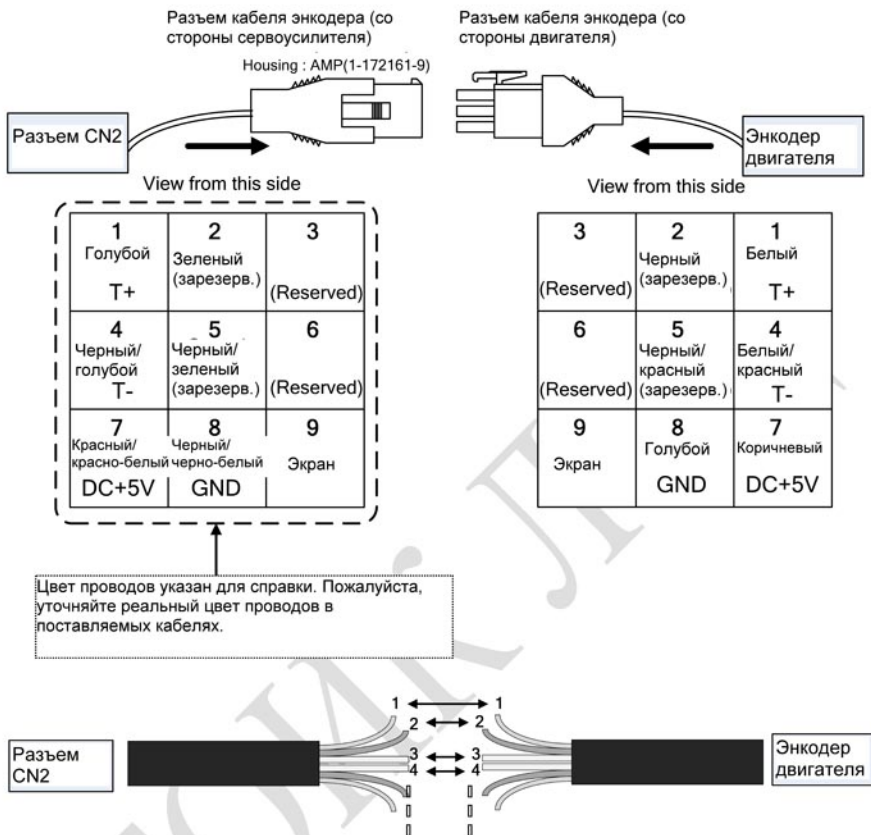 Разъем кабеля энкодера (со
стороны сервоусилителя)
Housing : AMP(1-172161-9)
Разъем кабеля энкодера (со
стороны двигателя)
Разъем CN2
Энкодер
двигателя
View from this side
View from this side
1
Голубой
T+
2
Зеленый
(зарезерв.)
3
(Reserved)
4
Черный/
голубой
T-
5
Черный/
зеленый
(зарезерв.)
6
(Reserved)
7
Красный/
красно-белый
DC+5V
8
Черный/
черно-белый
GND
9
Экран
3
(Reserved)
2
Черный
(зарезерв.)
1
Белый
T+
6
(Reserved)
5
Черный/
красный
(зарезерв.)
4
Белый/
красный
T-
9
Экран
8
Голубой
GND
7
Коричневый
DC+5V
Цвет проводов указан для справки. Пожалуйста,
уточняйте реальный цвет проводов в
поставляемых кабелях.
Разъем
CN2
1 1
2 2
3 3
4 4
Энкодер
двигателя